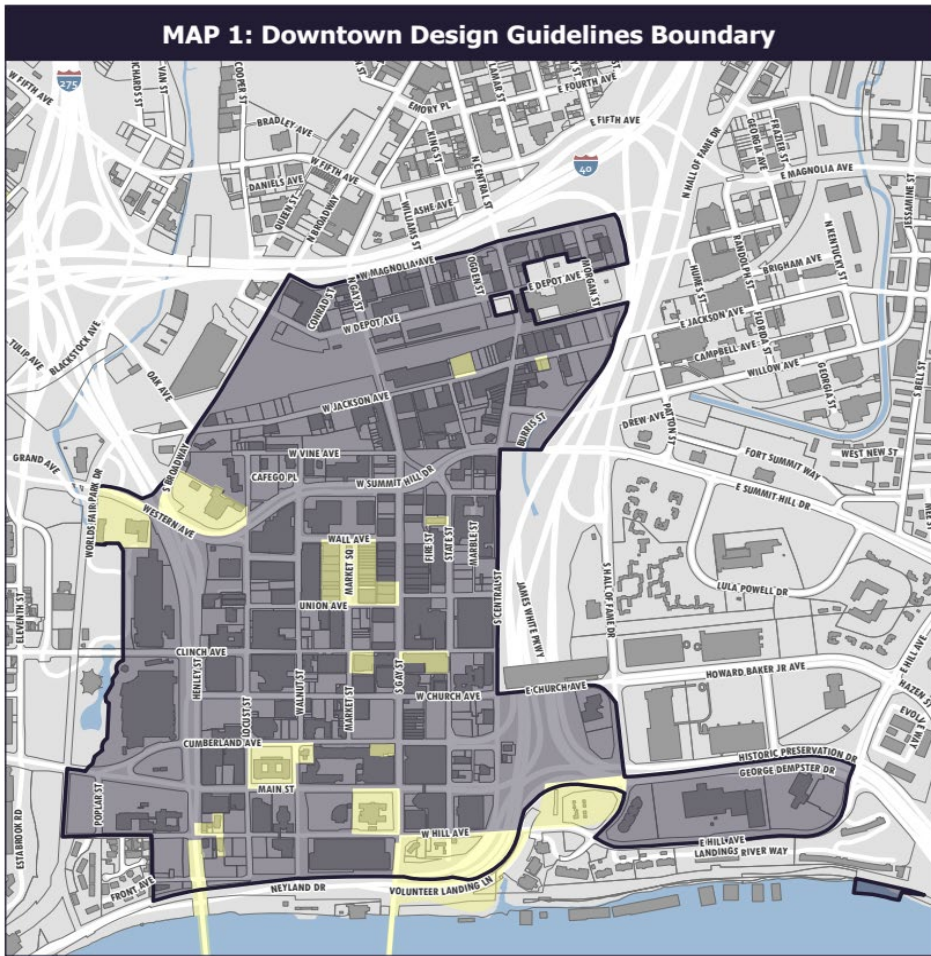 MAP 1: Downtown Design Guidelines Boundary
275
W FIFTH AVE
VAN ST
COOPER ST
LAMAR ST
E FOURTH AVE
EMORY PL
BRADLEY AVE
KING ST
N CENTRAL ST
E FIFTH AVE
N HALL OF FAME DR
GEORGIA AVE
FRAZIER ST
W FIFTH AVE
40
E MAGNOLIA AVE
DANIELS AVE
QUEEN ST
N BROADWAY
ASHE AVE
WILLIAMS ST
JESSAMINE ST
N KENTUCKY ST
RANDOLPH ST
W MAGNOLIA AVE
OGDEN ST
E DEPOT AVE
MORGAN ST
HUMES ST
BRIGHAM AVE
CONRAD ST
N GAY ST
W DEPOT AVE
E JACKSON AVE
FLORIDA ST
BLACKSTOCK AVE
TULIP AVE
CAMPBELL AVE
WILLOW AVE
OAK AVE
GEORGIA ST
S BELL ST
W JACKSON AVE
BURRIS ST
DREW AVE
PATTON ST
W VINE AVE
WEST NEW ST
GRAND AVE
S BROADWAY
CAFEGO PL
W SUMMIT HILL DR
FORT SUMMIT WAY
WORLDS FAIR PARK DR
WESTERN AVE
E SUMMIT HILL DR
WALL AVE
MARKET SQ
FIRE ST
STATE ST
MARBLE ST
S CENTRAL ST
JAMES WHITE PKWY
S HALL OF FAME DR
LULA POWELL DR
UNION AVE
ELEVENTH ST
CLINCH AVE
E HILL AVE
HOWARD BAKER JR AVE
HENLEY ST
LOCUST ST
WALNUT ST
MARKET ST
S GAY ST
W CHURCH AVE
E CHURCH AVE
HAZEN ST
CUMBERLAND AVE
HISTORIC PRESERVATION DR
GEORGE DEMPSTER DR
MAIN ST
POPLAR ST
ESTABROOK RD
W HILL AVE
E HILL AVE
LANDINGS RIVER WAY
FRONT AVE
NEYLAND DR
VOLUNTEER LANDING LN